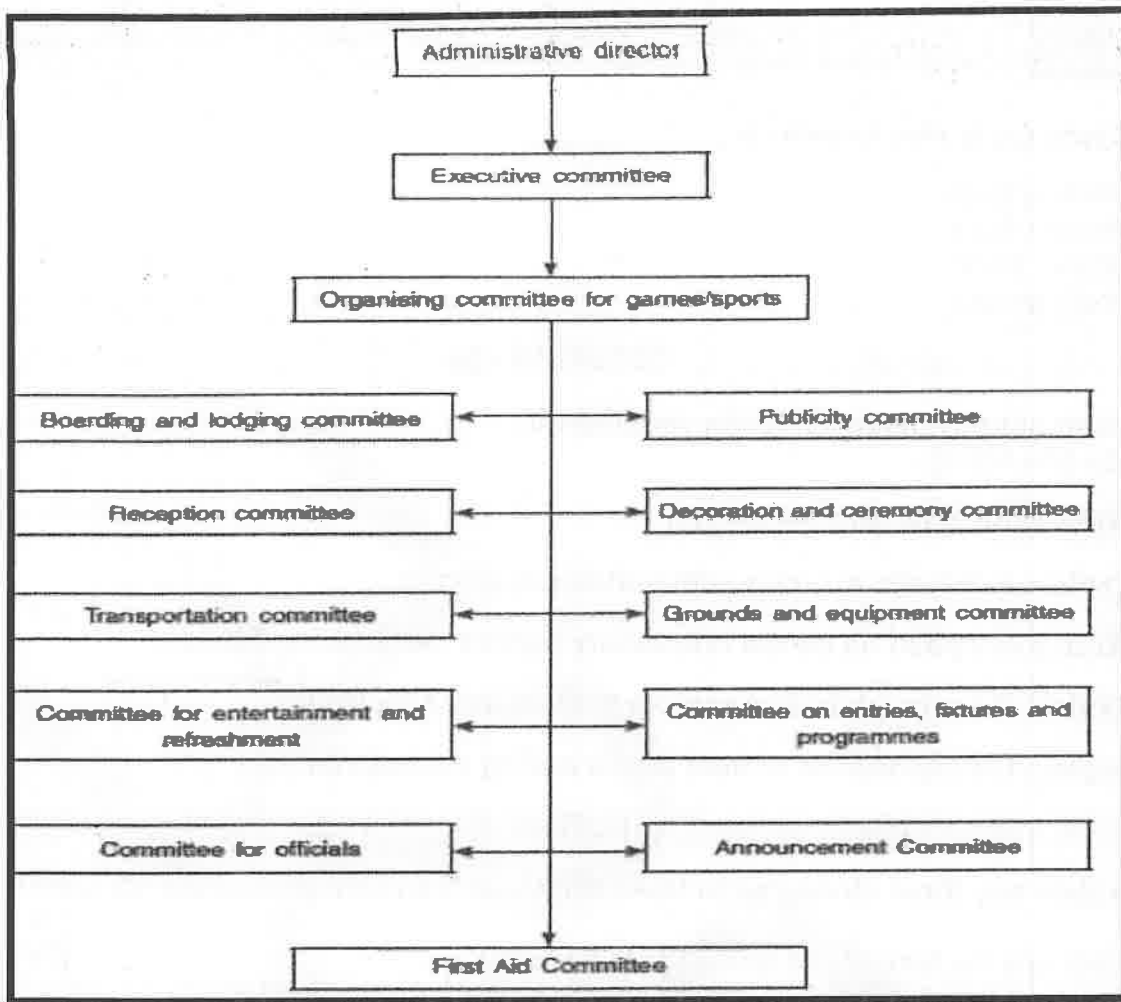 Administrative director
Executive committee
Organising committee for games/sports
Boarding and lodging committee
Publicity committee
Reception committee
Decoration and ceremony committee
Transportation committee
Grounds and equipment committee
Committee for entertainment and
refreshment
Committee on entries, fixtures and
programmes
Committee for officials
Announcement Committee
First Aid Committee